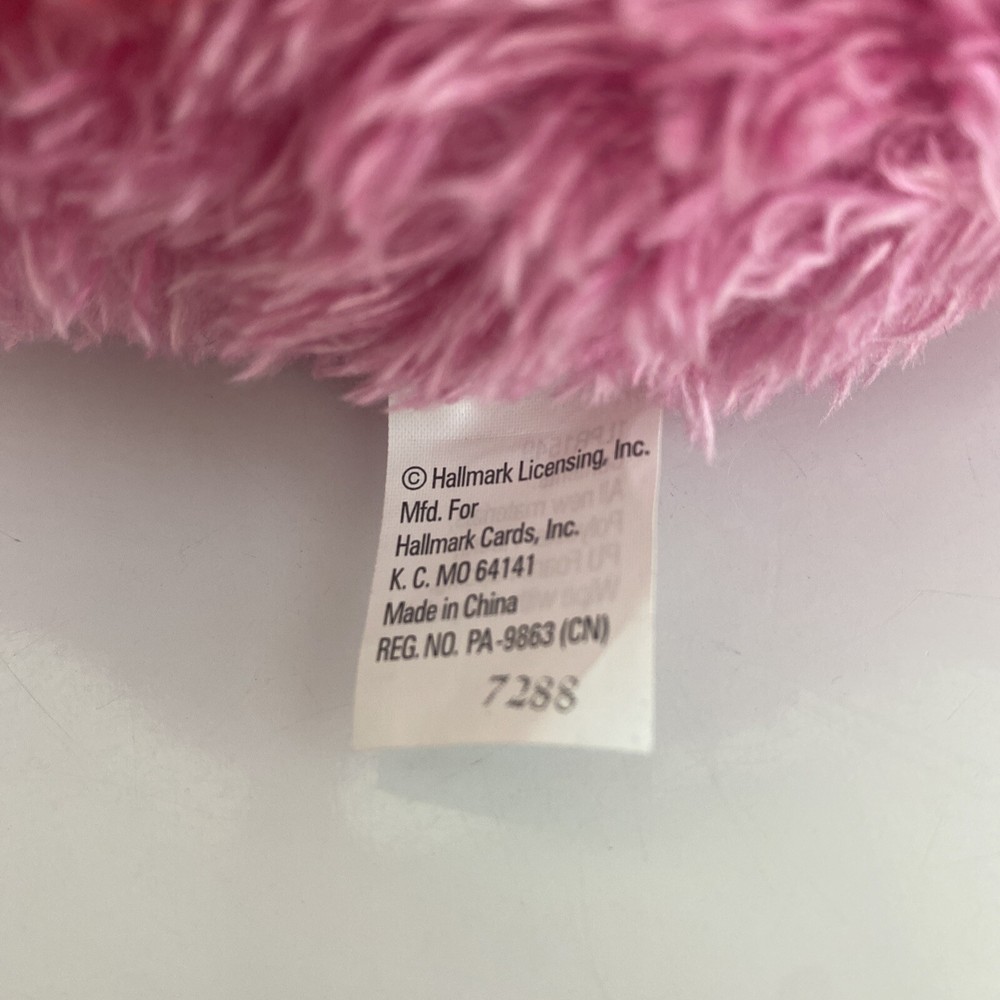 © Hallmark Licensing, Inc.
Mfd. For
Hallmark Cards, Inc.
K. C. MO 64141
Made in China
REG. NO. PA-9863 (CN)
7288